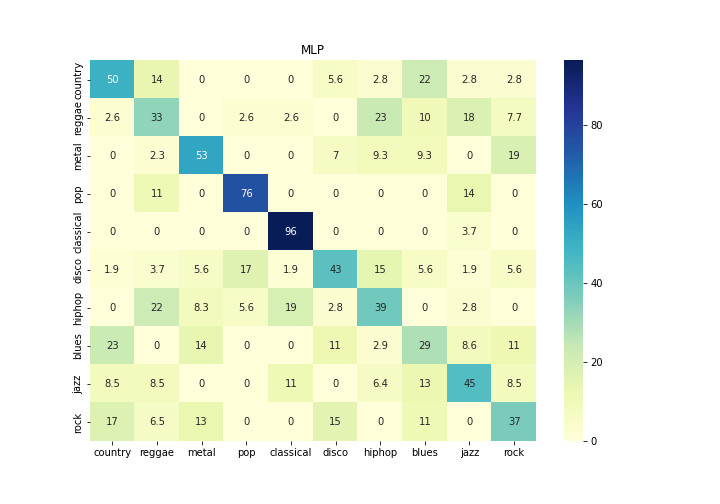 MLP
country 50 14 0 0 0 5.6 2.8 22 2.8 2.8
reggae 2.6 33 0 2.6 2.6 0 23 10 18 7.7
metal 0 2.3 53 0 0 7 9.3 9.3 0 19
pop 0 11 0 76 0 0 0 0 14 0
classical 0 0 0 0 96 0 0 0 3.7 0
disco 1.9 3.7 5.6 17 1.9 43 15 5.6 1.9 5.6
hiphop 0 22 8.3 5.6 19 2.8 39 0 2.8 0
blues 23 0 14 0 0 11 2.9 29 8.6 11
jazz 8.5 8.5 0 0 11 0 6.4 13 45 8.5
rock 17 6.5 13 0 0 15 0 11 0 37
country reggae metal pop classical disco hiphop blues jazz rock
80
60
40
20
0